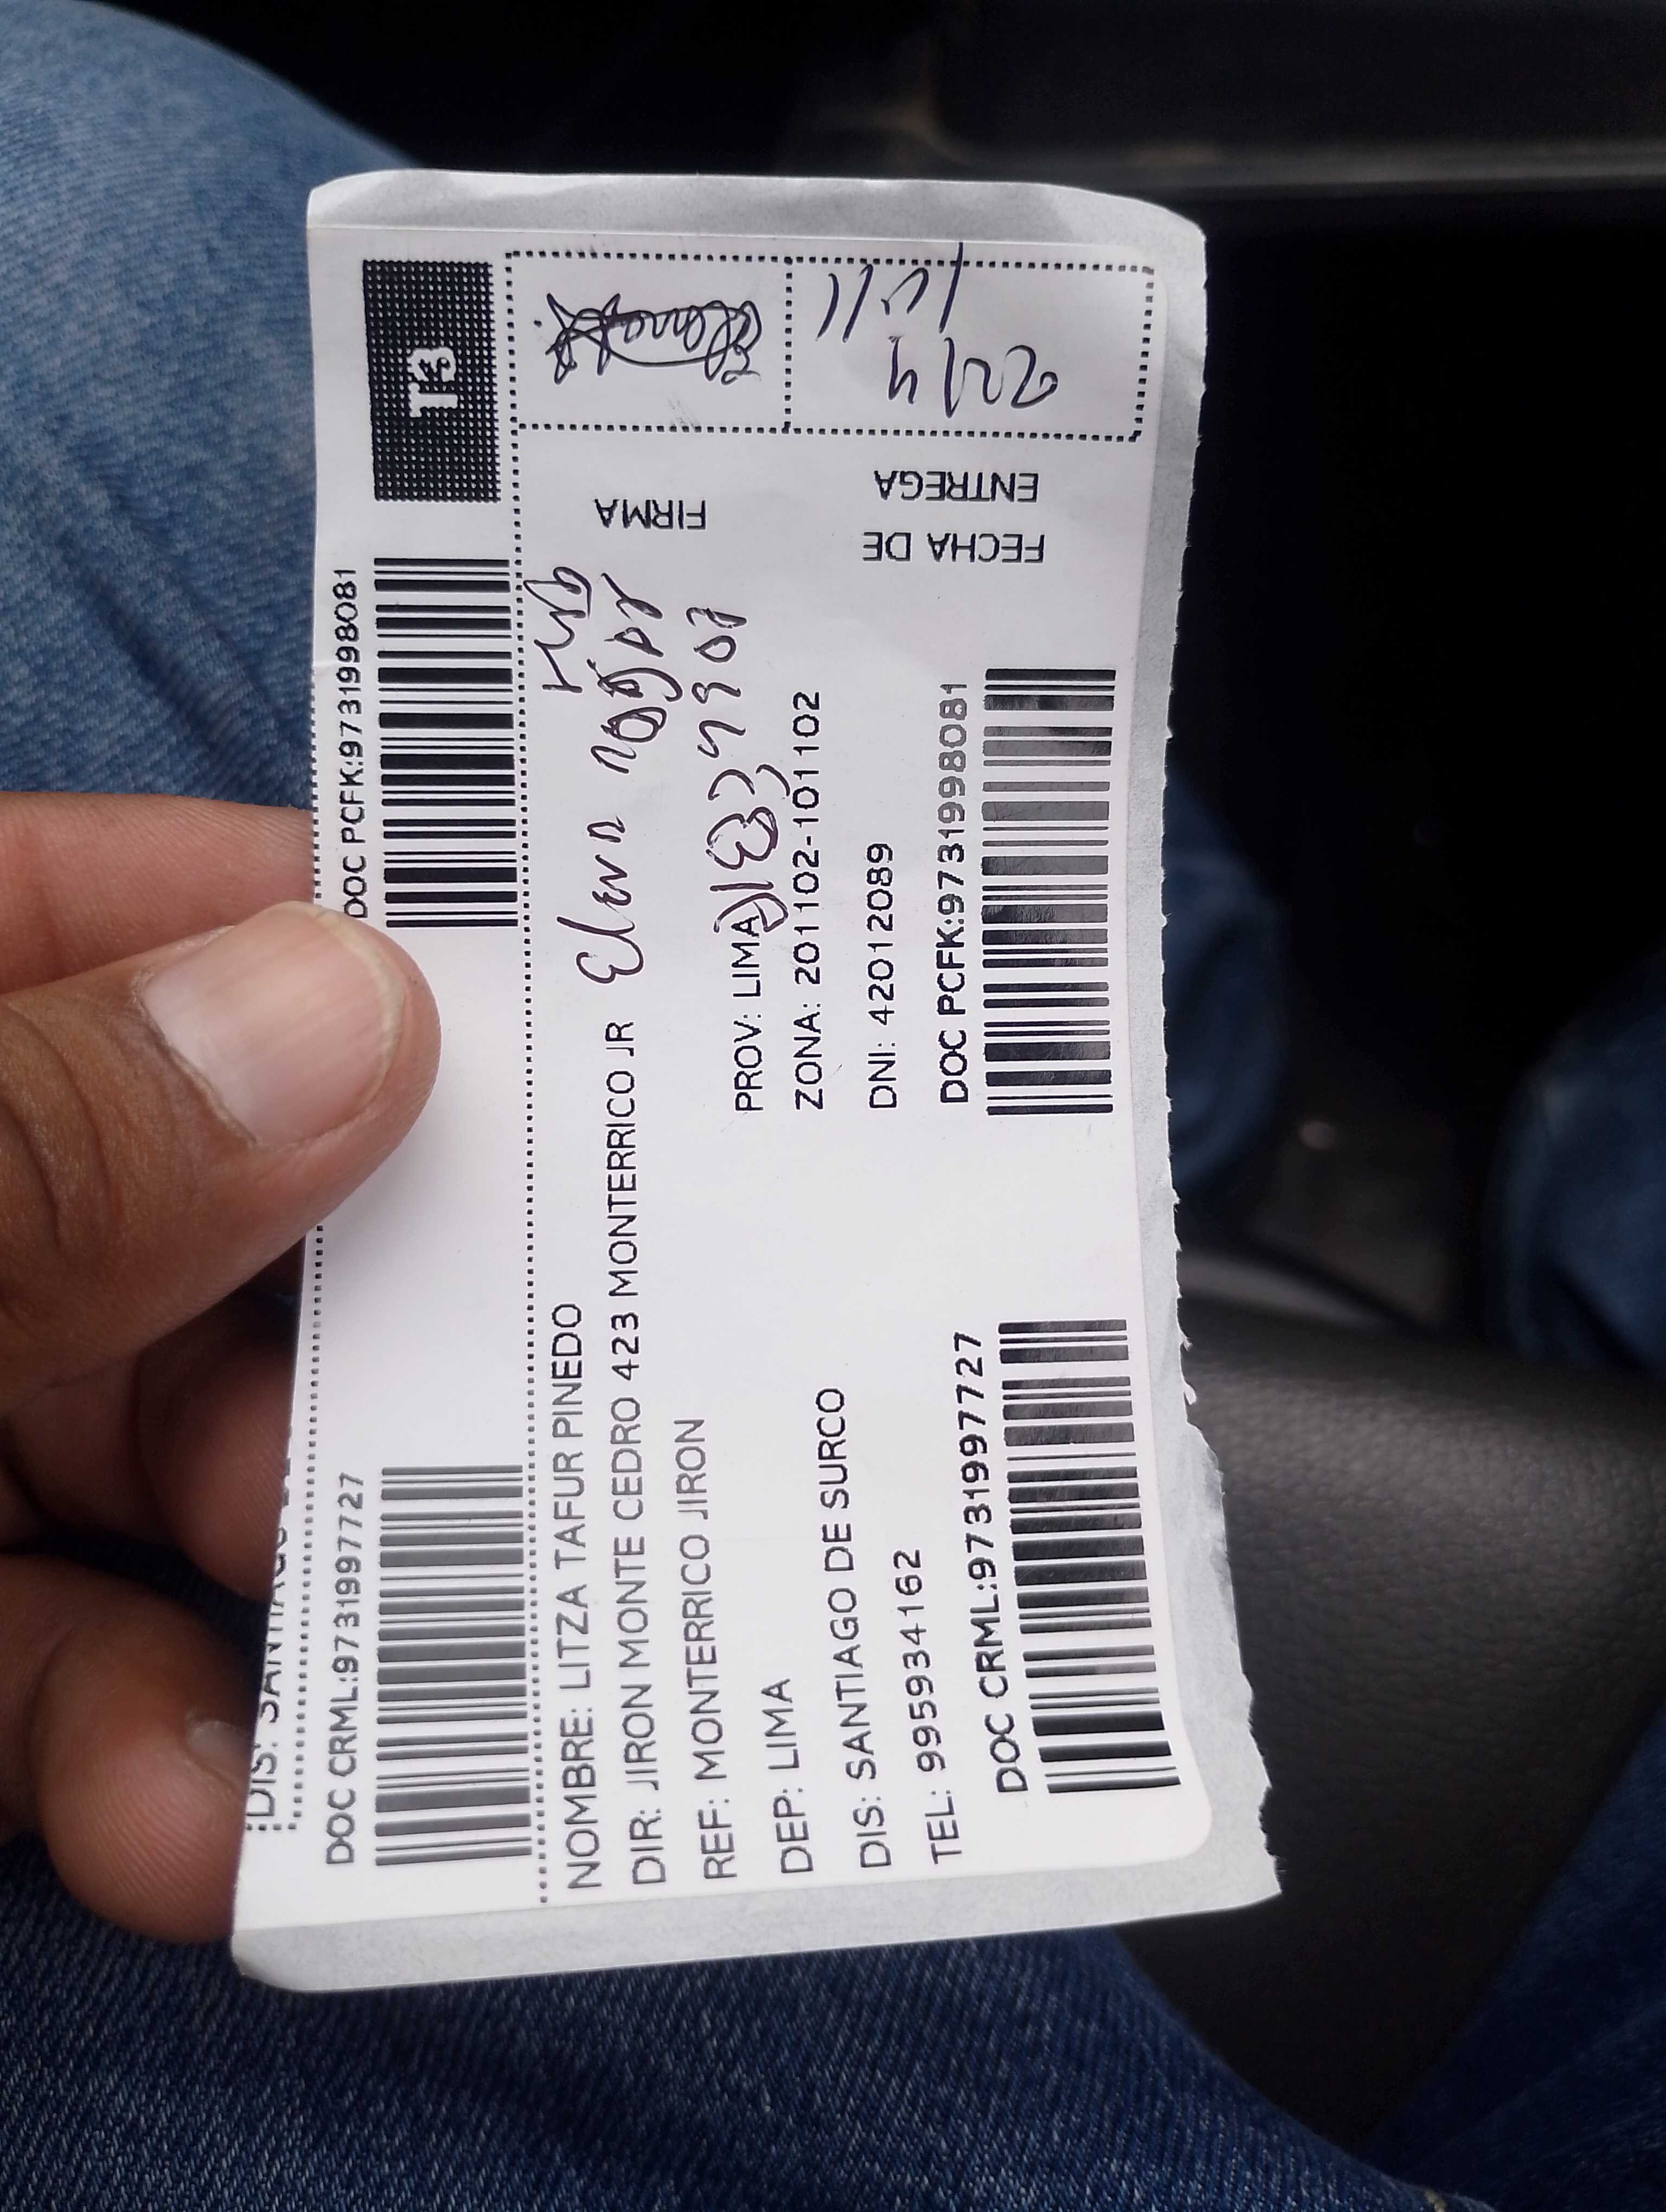 DIS: SANTIAGO DE
DOC CRML:9731997727
DOC PCFK:9731998081
T3
NOMBRE: LITZA TAFUR PINEDO
DIR: JIRON MONTE CEDRO 423 MONTERRICO JR
REF: MONTERRICO JIRON
DEP: LIMA
PROV: LIMA
DIS: SANTIAGO DE SURCO
ZONA: 2011102-101102
TEL: 995934162
DNI: 42012089
DOC CRML:9731997727
DOC PCFK:9731998081
Elena
FIRMA
FECHA DE
ENTREGA
22/4